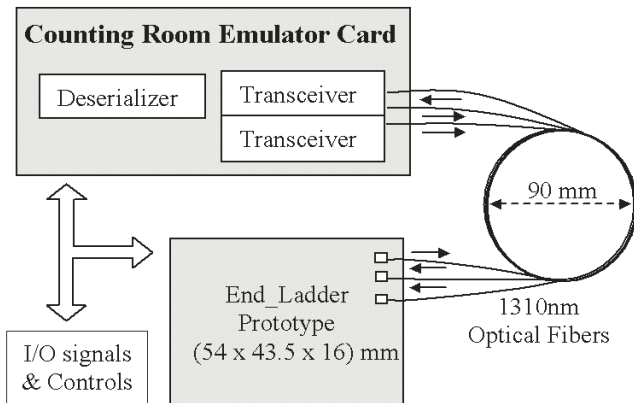 Counting Room Emulator Card
Deserializer
Transceiver
Transceiver
90 mm
End_Ladder
Prototype
(54 x 43.5 x 16) mm
1310nm
Optical Fibers
I/O signals
& Controls